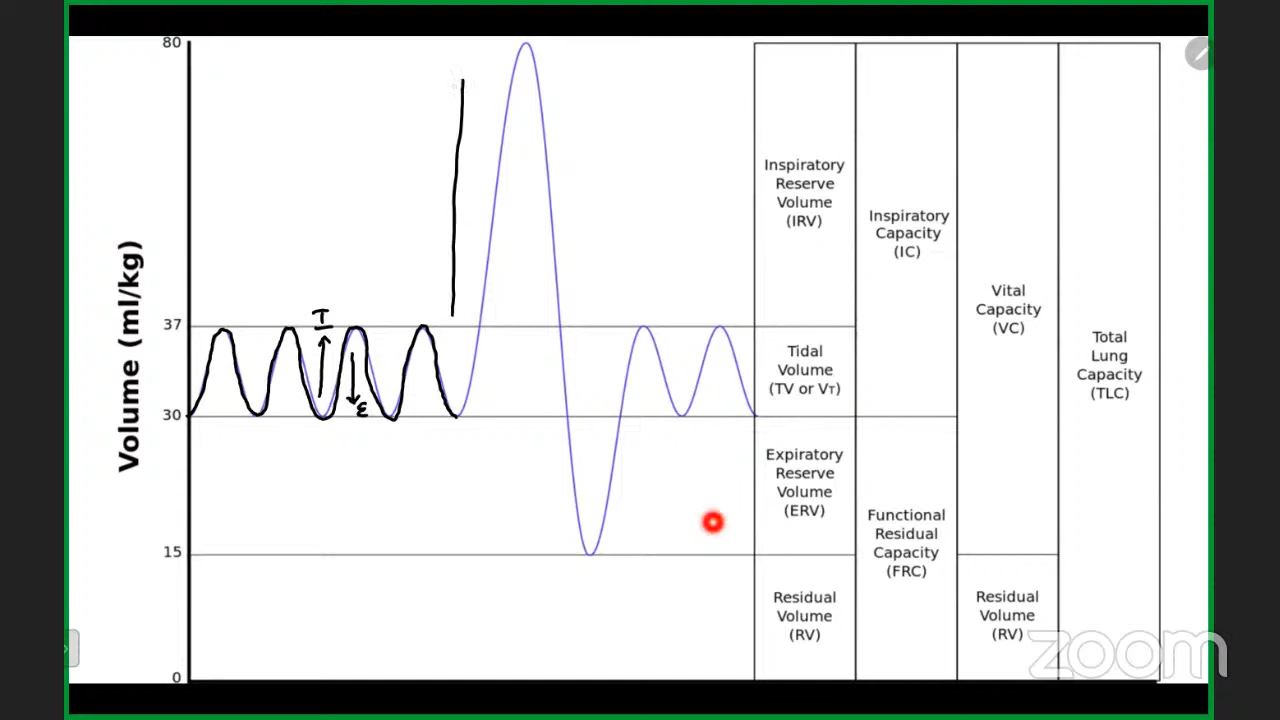 80
37
30
15
0
Volume (ml/kg)
I
ε
Inspiratory
Reserve
Volume
(IRV)
Tidal
Volume
(TV or VT)
Expiratory
Reserve
Volume
(ERV)
Residual
Volume
(RV)
Inspiratory
Capacity
(IC)
Functional
Residual
Capacity
(FRC)
Vital
Capacity
(VC)
Residual
Volume
(RV)
Total
Lung
Capacity
(TLC)
zoom